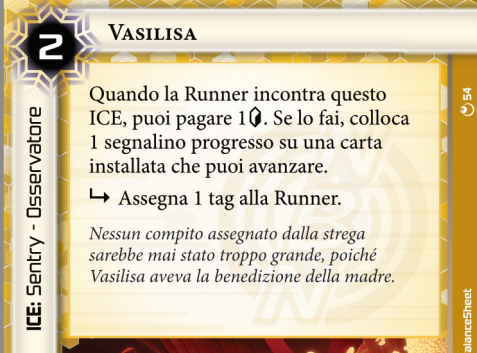 2
Vasilisa
Quando la Runner incontra questo
ICE, puoi pagare 1. Se lo fai, colloca
1 segnalino progresso su una carta
installata che puoi avanzare.
↳ Assegna 1 tag alla Runner.
Nessun compito assegnato dalla strega
sarebbe mai stato troppo grande, poiché
Vasilisa aveva la benedizione della madre.
ICE: Sentry - Osservatore
54
alanceSheet